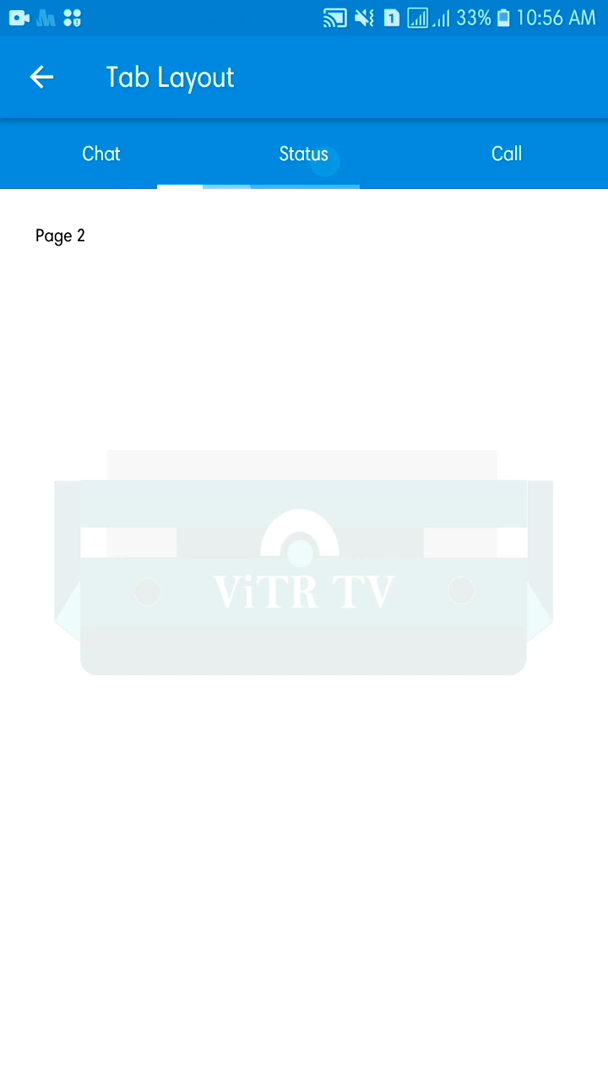 33% 10:56 AM
Tab Layout
Chat Status Call
Page 2
ViTR TV